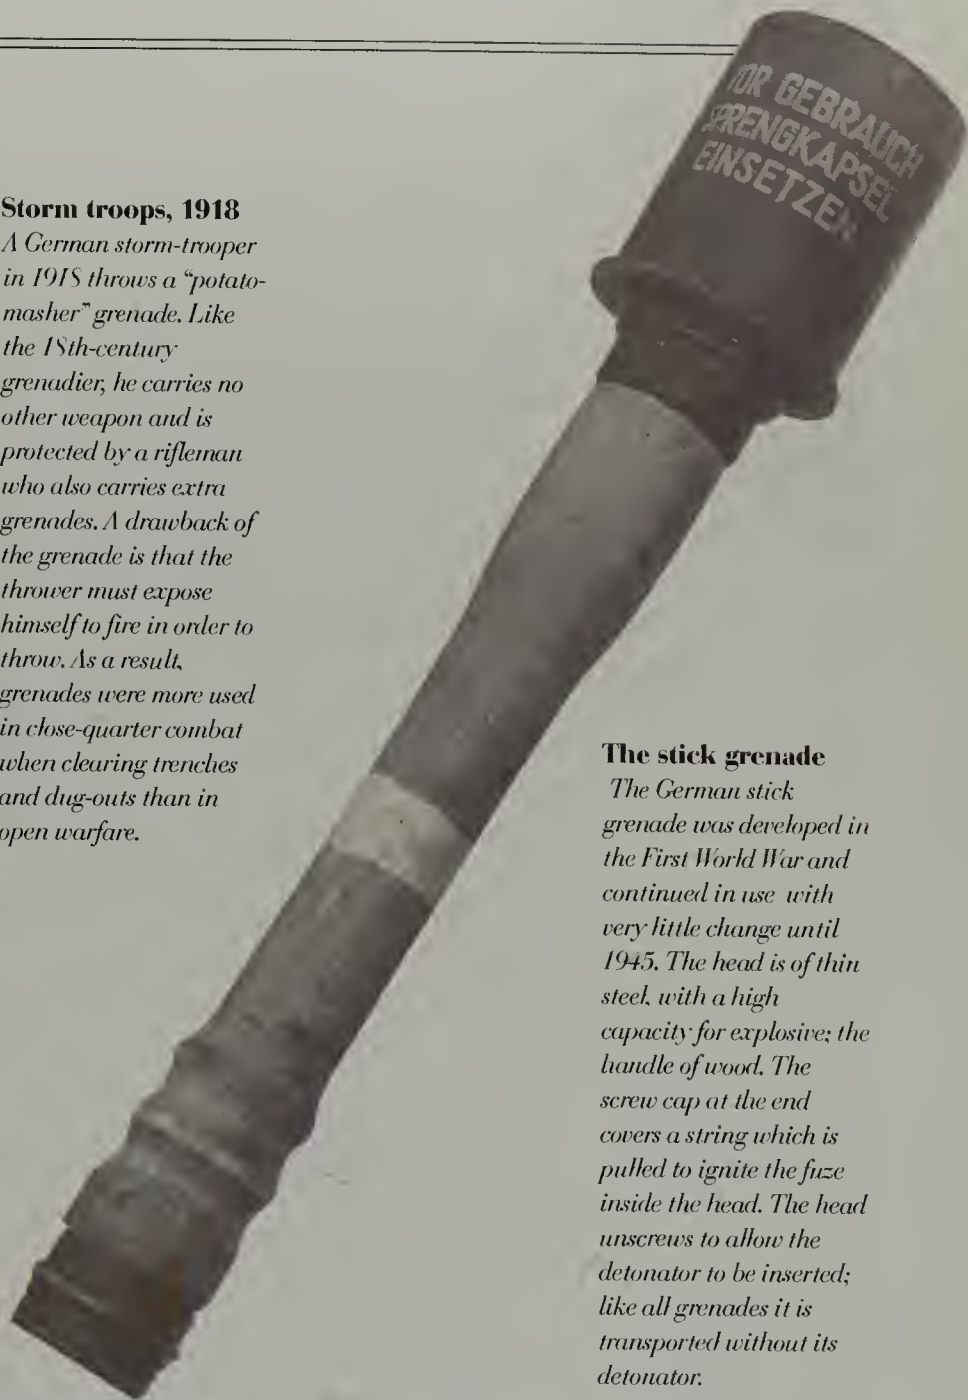 VOR GEBRAUCH
SPRENGKAPSEL
EINSETZEN
Storm troops, 1918
A German storm-trooper
in 1918 throws a “potato-
masher” grenade. Like
the 18th-century
grenadier, he carries no
other weapon and is
protected by a rifleman
who also carries extra
grenades. A drawback of
the grenade is that the
thrower must expose
himself to fire in order to
throw. As a result,
grenades were more used
in close-quarter combat
when clearing trenches
and dug-outs than in
open warfare.
The stick grenade
The German stick
grenade was developed in
the First World War and
continued in use with
very little change until
1945. The head is of thin
steel, with a high
capacity for explosive; the
handle of wood. The
screw cap at the end
covers a string which is
pulled to ignite the fuze
inside the head. The head
unscrews to allow the
detonator to be inserted;
like all grenades it is
transported without its
detonator.